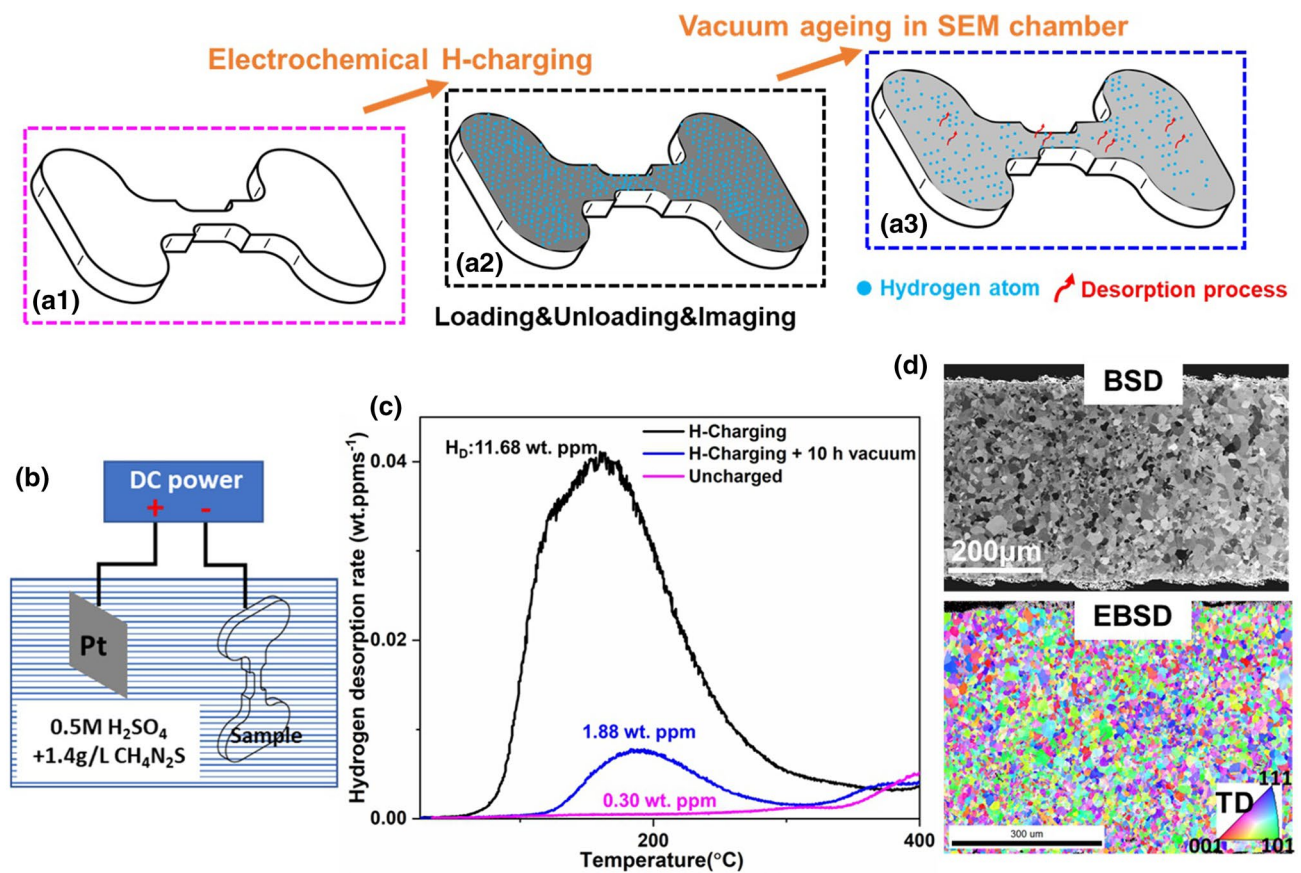 Electrochemical H-charging
Vacuum ageing in SEM chamber
(a1)
(a2)
(a3)
Loading&Unloading&Imaging
Hydrogen atom
Desorption process
(b)
DC power
+ -
Pt
0.5M H₂SO₄
+1.4g/L CH₄N₂S
Sample
(c)
Hydrogen desorption rate (wt.ppms⁻¹)
0.04
0.02
0.00
H_D:11.68 wt. ppm
H-Charging
H-Charging + 10 h vacuum
Uncharged
1.88 wt. ppm
0.30 wt. ppm
200
400
Temperature(°C)
(d)
BSD
200μm
EBSD
300 um
TD
111
001
101